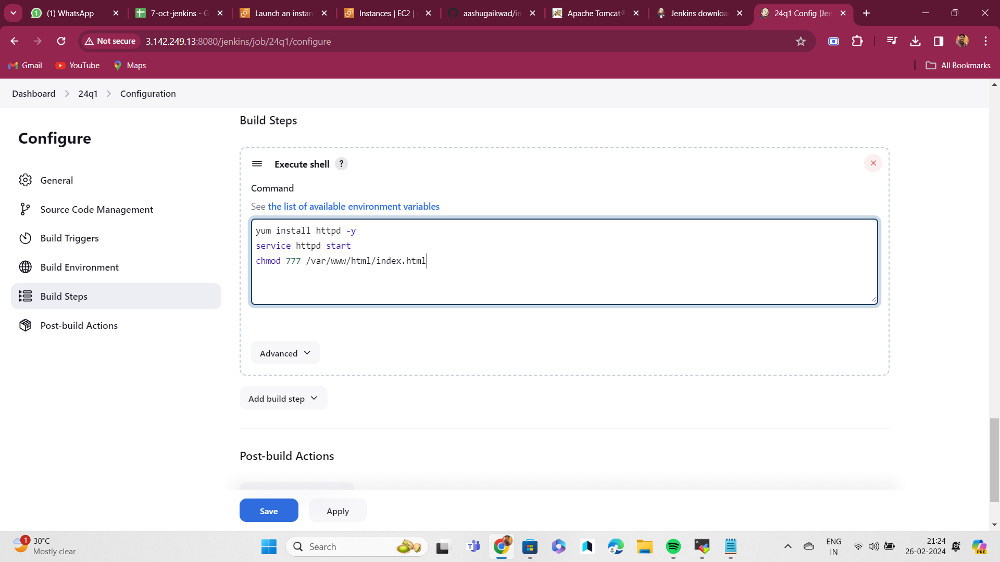 (1) WhatsApp
7-oct-jenkins - G
Launch an instan
Instances | EC2 |
aashugaikwad/in
Apache Tomcat®
Jenkins downloa
24q1 Config [Jen
Not secure
3.142.249.13:8080/jenkins/job/24q1/configure
Gmail
YouTube
Maps
All Bookmarks
Dashboard
24q1
Configuration
Configure
General
Source Code Management
Build Triggers
Build Environment
Build Steps
Post-build Actions
Build Steps
Execute shell ?
Command
See the list of available environment variables
yum install httpd -y
service httpd start
chmod 777 /var/www/html/index.html
Advanced
Add build step
Post-build Actions
Save
Apply
1
30°C
Mostly clear
Search
ENG
IN
21:24
26-02-2024
PRE